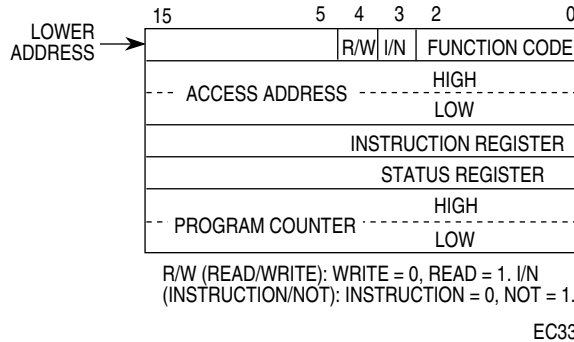 15 5 4 3 2 0
LOWER
ADDRESS
R/W I/N FUNCTION CODE
ACCESS ADDRESS
HIGH
LOW
INSTRUCTION REGISTER
STATUS REGISTER
PROGRAM COUNTER
HIGH
LOW
R/W (READ/WRITE): WRITE = 0, READ = 1. I/N
(INSTRUCTION/NOT): INSTRUCTION = 0, NOT = 1.
EC33